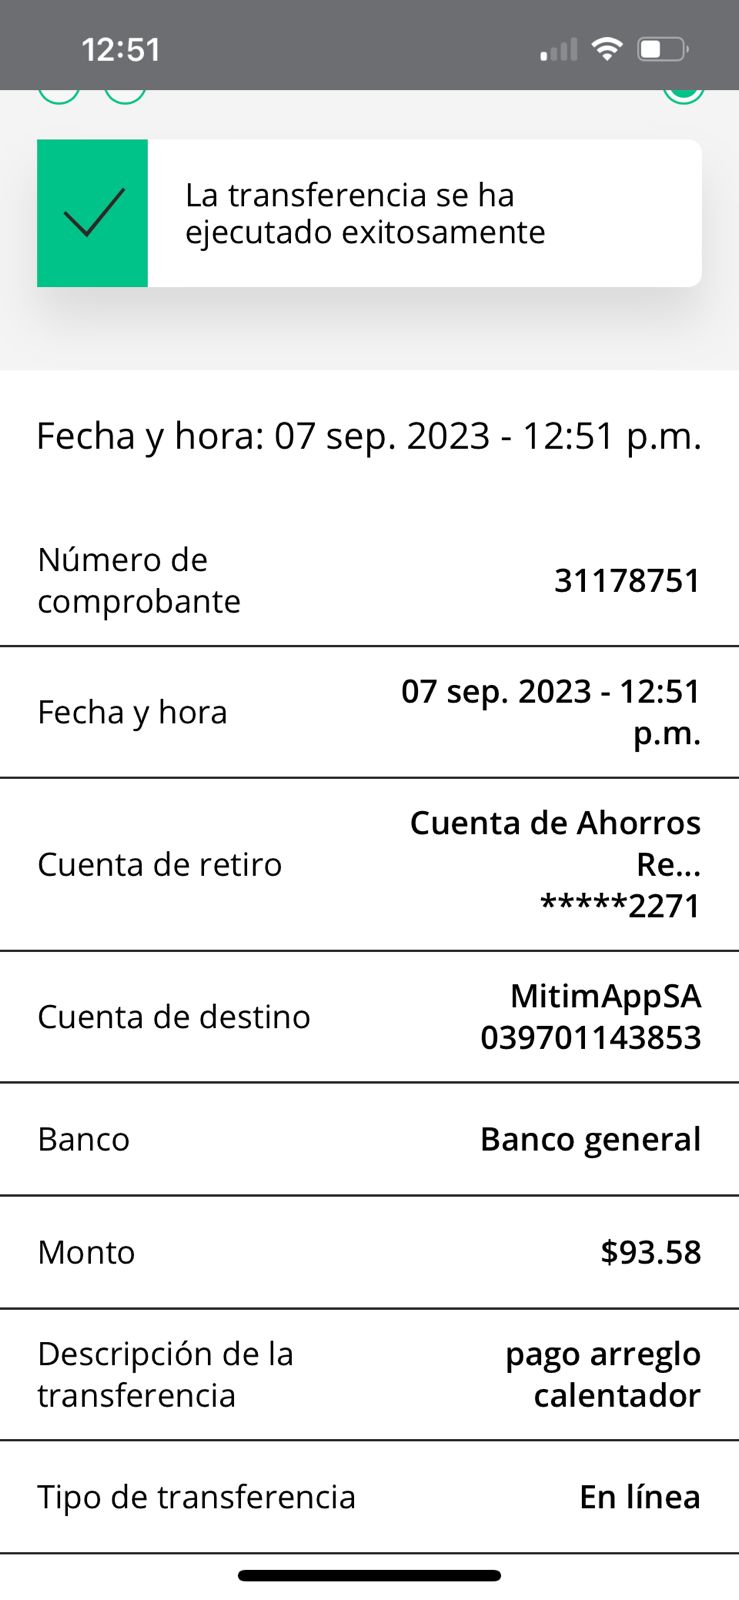 12:51
La transferencia se ha
ejecutado exitosamente
Fecha y hora: 07 sep. 2023 - 12:51 p.m.
Número de
comprobante
31178751
Fecha y hora
07 sep. 2023 - 12:51
p.m.
Cuenta de retiro
Cuenta de Ahorros
Re...
*****2271
Cuenta de destino
MitimAppSA
039701143853
Banco
Banco general
Monto
$93.58
Descripción de la
transferencia
pago arreglo
calentador
Tipo de transferencia
En línea